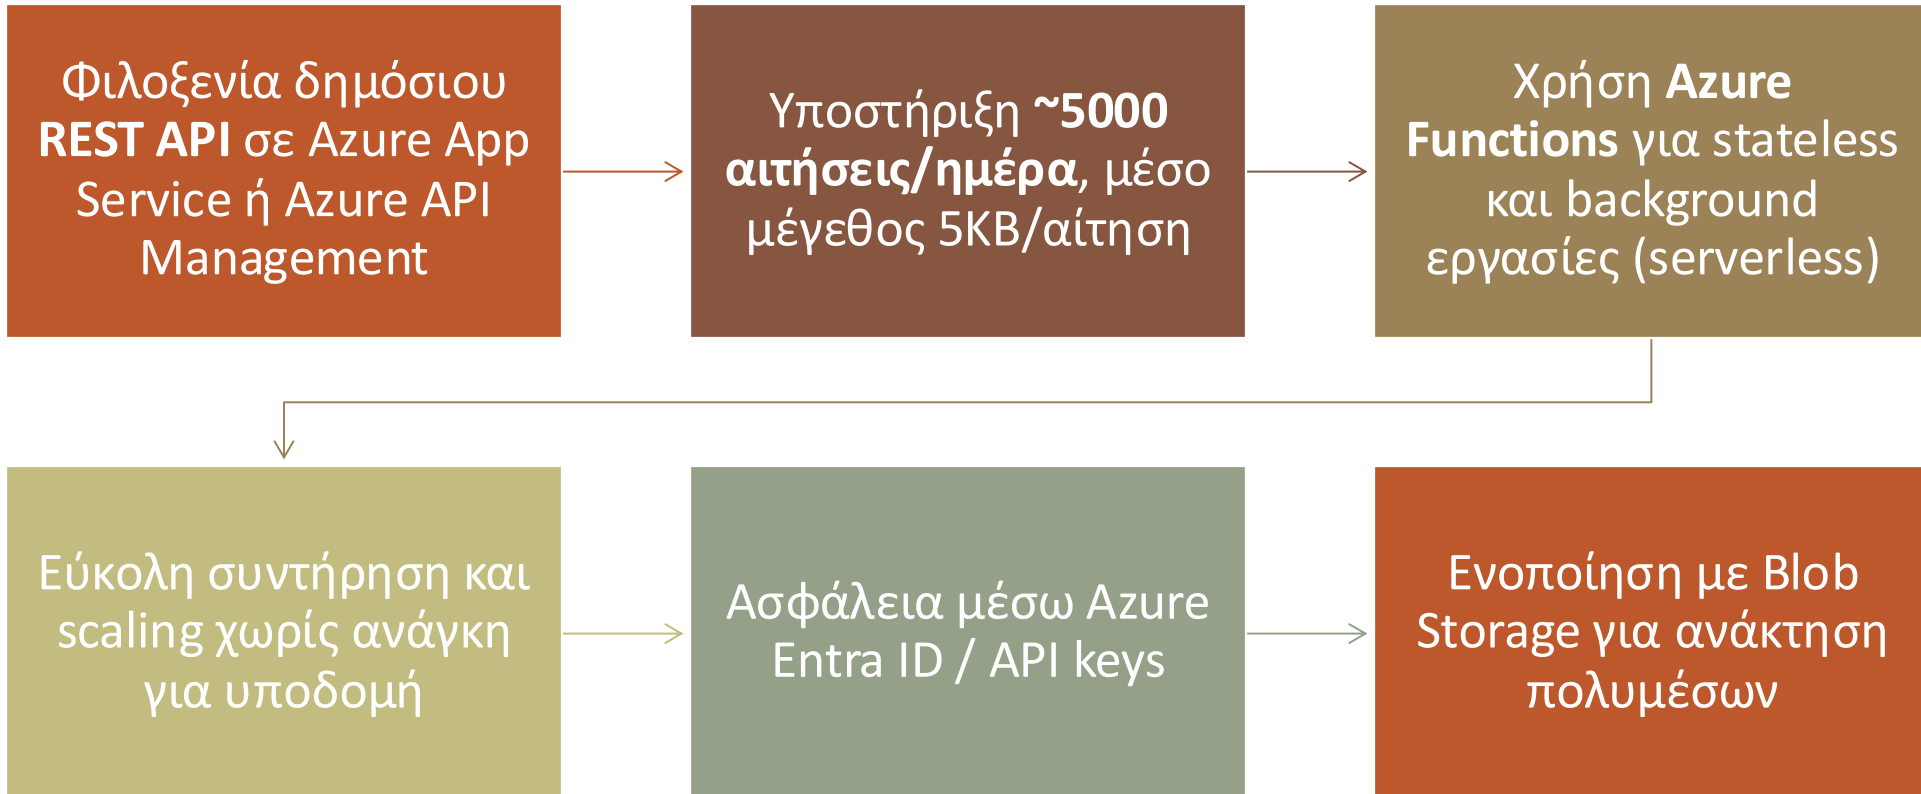 Φιλοξενία δημόσιου
REST API σε Azure App
Service ή Azure API
Management
Υποστήριξη ~5000
αιτήσεις/ημέρα, μέσο
μέγεθος 5KB/αίτηση
Χρήση Azure
Functions για stateless
και background
εργασίες (serverless)
Εύκολη συντήρηση και
scaling χωρίς ανάγκη
για υποδομή
Ασφάλεια μέσω Azure
Entra ID / API keys
Ενοποίηση με Blob
Storage για ανάκτηση
πολυμέσων